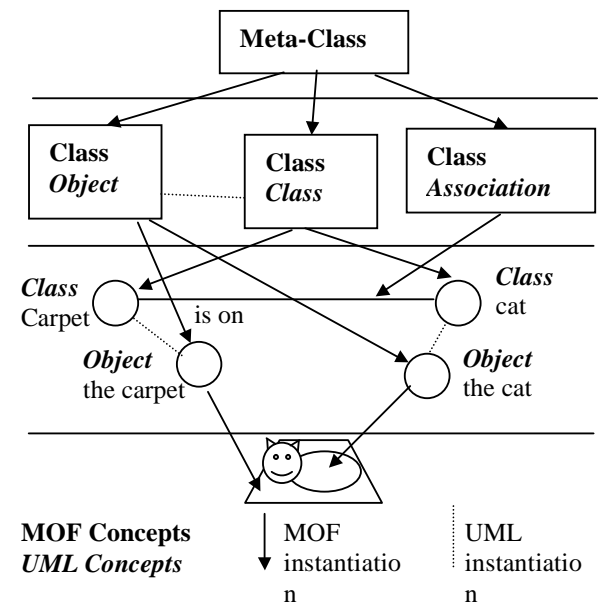 Meta-Class
Class
Object
Class
Class
Class
Association
Class
Carpet
is on
Class
cat
Object
the carpet
Object
the cat
MOF Concepts
UML Concepts
MOF
instantiatio
n
UML
instantiatio
n